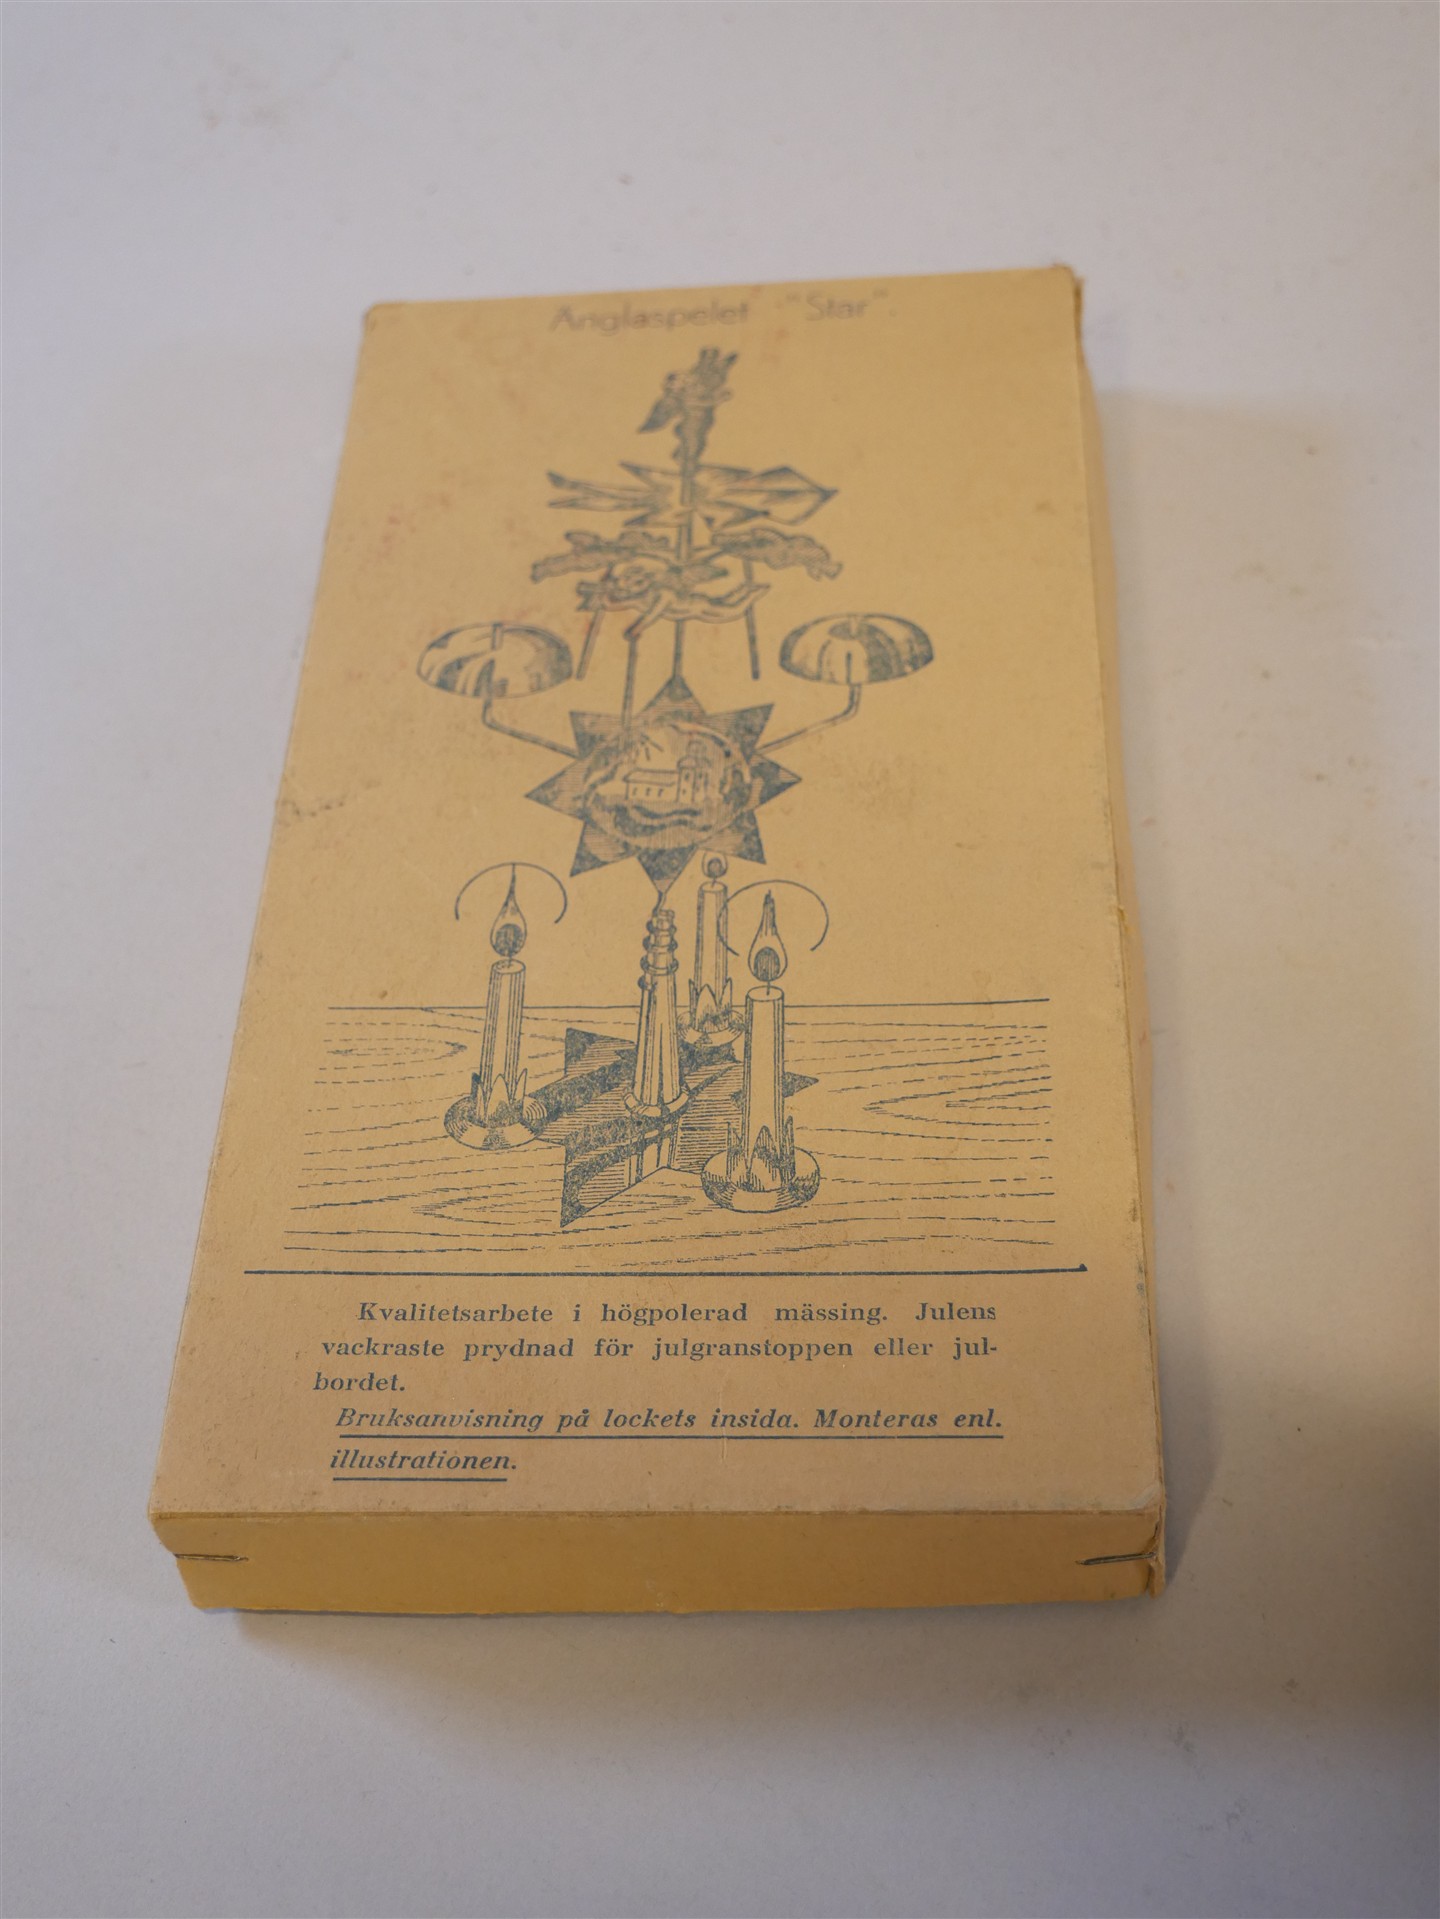 Änglaspelet "Star".
Kvalitetsarbete i högpolerad mässing. Julens
vackraste prydnad för julgranstoppen eller jul-
bordet.
Bruksanvisning på lockets insida. Monteras enl.
illustrationen.